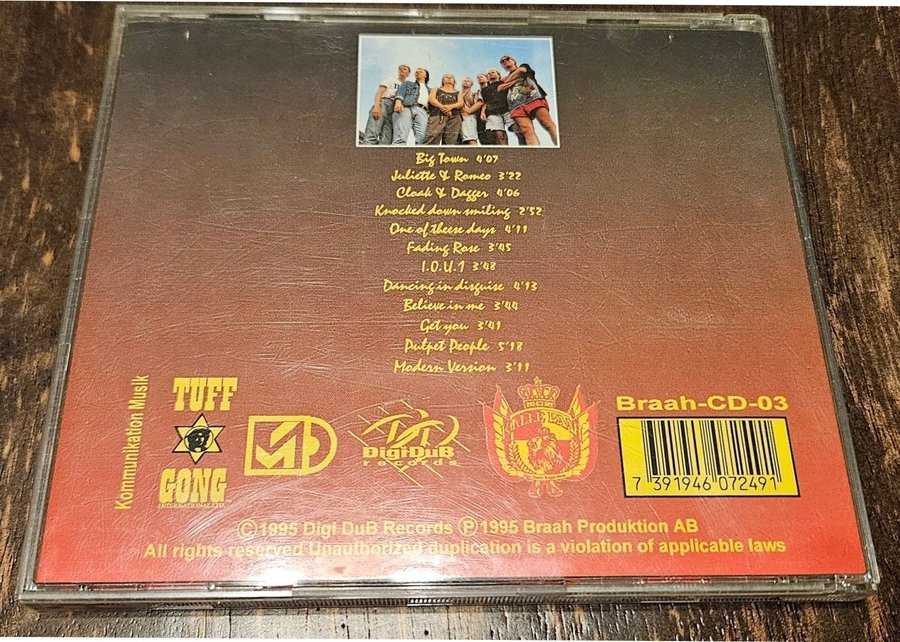 Big Town 4'07
Juliette & Romeo 3'22
Cloak & Dagger 4'06
Knocked down smiling 2'52
One of theese days 4'11
Fading Rose 3'45
I.O.U.1 3'48
Dancing in disguise 4'13
Believe in me 3'44
Get you 3'41
Pulpet People 5'18
Modern Version 3'11
Kommunikation Musik
TUFF
GONG
INTERNATIONAL LTD.
DigiDuB
records
Braah-CD-03
7 391946 072491
©1995 Digi DuB Records ℗1995 Braah Produktion AB
All rights reserved Unauthorized duplication is a violation of applicable laws